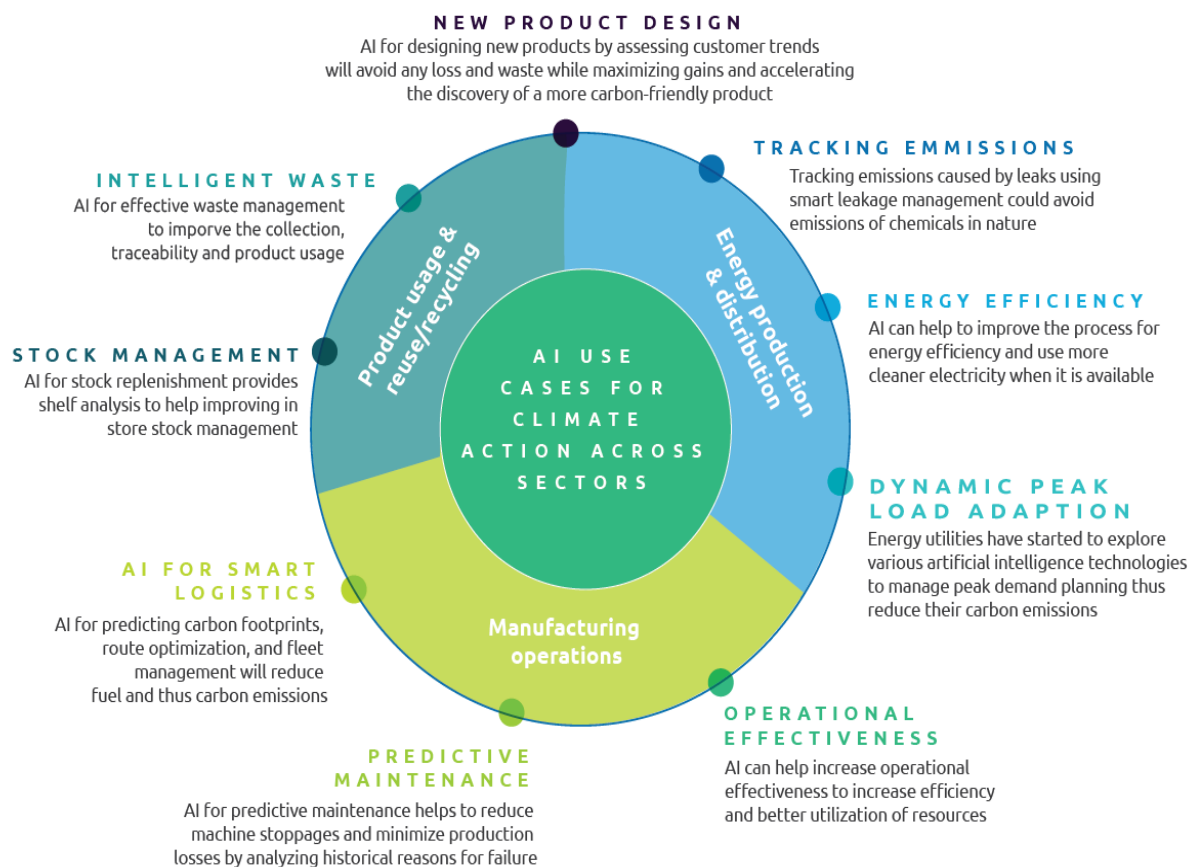 NEW PRODUCT DESIGN
AI for designing new products by assessing customer trends
will avoid any loss and waste while maximizing gains and accelerating
the discovery of a more carbon-friendly product
TRACKING EMMISSIONS
Tracking emissions caused by leaks using
smart leakage management could avoid
emissions of chemicals in nature
ENERGY EFFICIENCY
AI can help to improve the process for
energy efficiency and use more
cleaner electricity when it is available
DYNAMIC PEAK
LOAD ADAPTION
Energy utilities have started to explore
various artificial intelligence technologies
to manage peak demand planning thus
reduce their carbon emissions
OPERATIONAL
EFFECTIVENESS
AI can help increase operational
effectiveness to increase efficiency
and better utilization of resources
PREDICTIVE
MAINTENANCE
AI for predictive maintenance helps to reduce
machine stoppages and minimize production
losses by analyzing historical reasons for failure
AI FOR SMART
LOGISTICS
AI for predicting carbon footprints,
route optimization, and fleet
management will reduce
fuel and thus carbon emissions
STOCK MANAGEMENT
AI for stock replenishment provides
shelf analysis to help improving in
store stock management
INTELLIGENT WASTE
AI for effective waste management
to imporve the collection,
traceability and product usage
Product usage &
reuse/recycling
Energy production
& distribution
Manufacturing
operations
AI USE
CASES FOR
CLIMATE
ACTION ACROSS
SECTORS